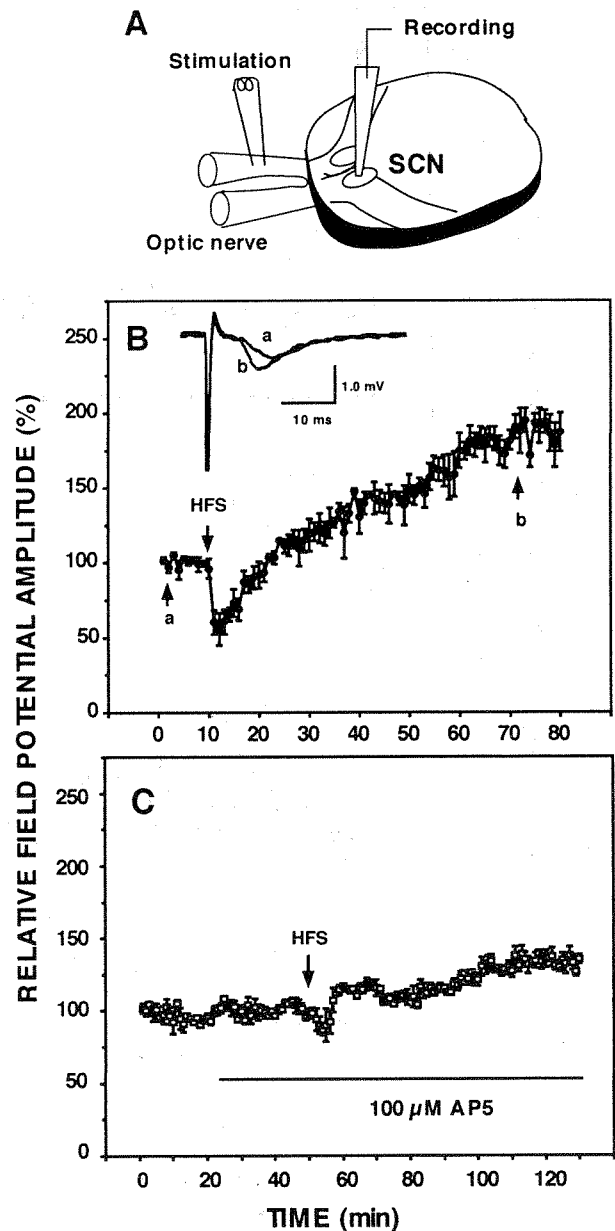 A
Recording
Stimulation
SCN
Optic nerve
RELATIVE FIELD POTENTIAL AMPLITUDE (%)
B
250
200
150
100
50
0
a
b
1.0 mV
10 ms
HFS
a
b
0 10 20 30 40 50 60 70 80
C
250
200
150
100
50
0
HFS
100 µM AP5
0 20 40 60 80 100 120
TIME (min)